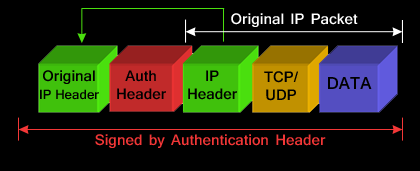 Original IP Packet
Original
IP Header
Auth
Header
IP
Header
TCP/
UDP
DATA
Signed by Authentication Header